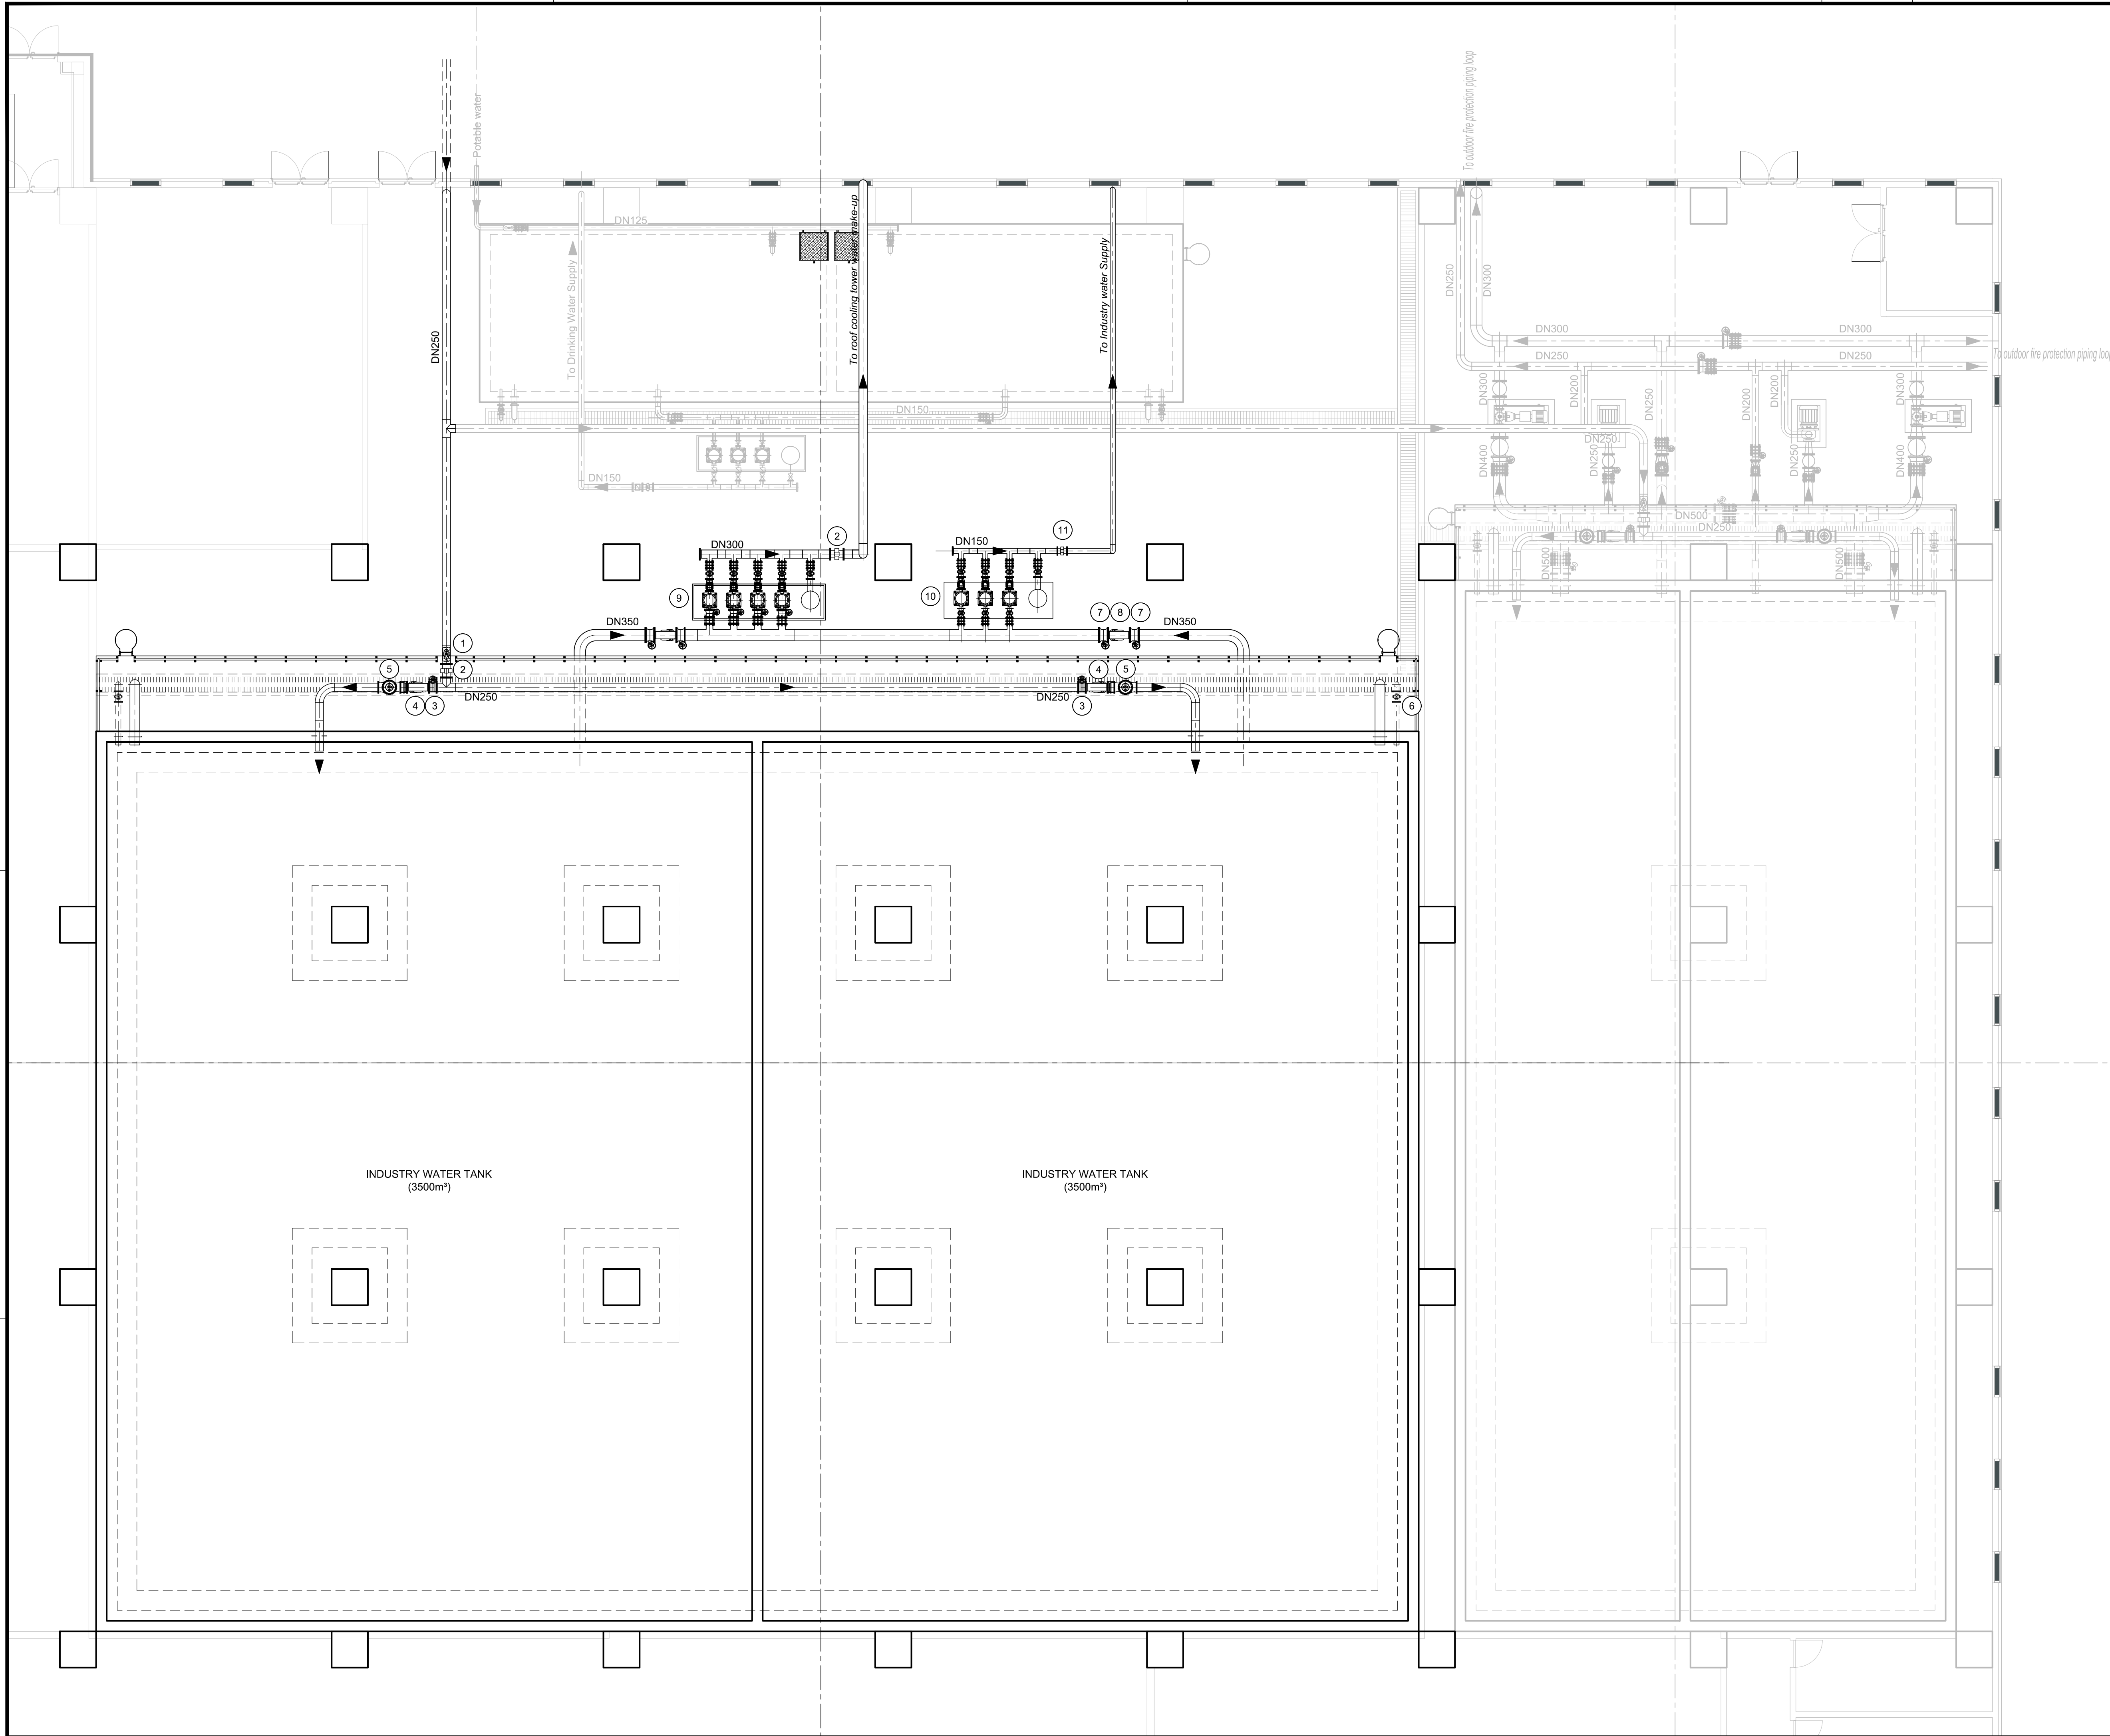 To outdoor fire protection piping loop
Potable water
DN125
To Drinking Water Supply
To roof cooling tower water make-up
To Industry water Supply
DN250
DN250
DN300
DN300
DN300
To outdoor fire protection piping loop
DN250
DN250
DN300
DN200
DN250
DN200
DN200
DN300
DN150
DN250
DN400
DN250
DN250
DN400
DN150
DN500
DN250
DN500
DN500
2
11
DN300
DN150
9
10
DN350
7
8
7
DN350
1
2
5
4
5
4
3
DN250
DN250
3
6
INDUSTRY WATER TANK
(3500m³)
INDUSTRY WATER TANK
(3500m³)